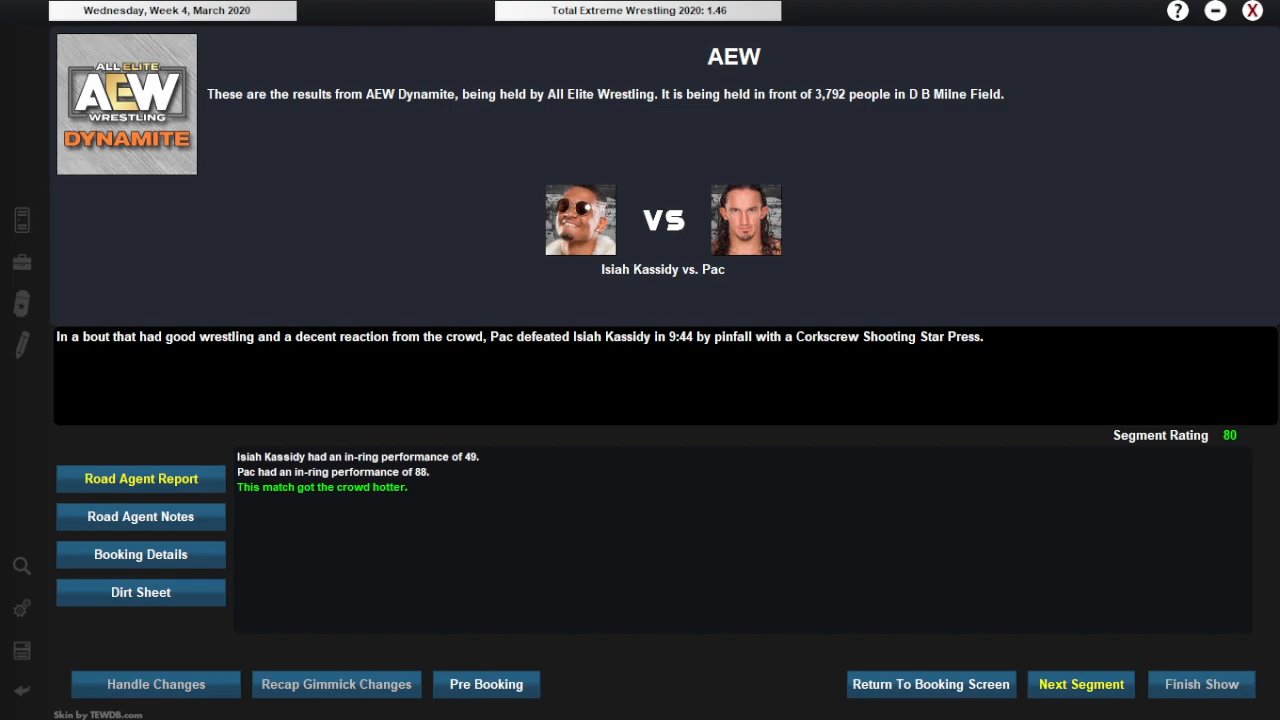 Wednesday, Week 4, March 2020
Total Extreme Wrestling 2020: 1.46
? – X
ALL ELITE
AEW
WRESTLING
DYNAMITE
AEW
These are the results from AEW Dynamite, being held by All Elite Wrestling. It is being held in front of 3,792 people in D B Milne Field.
VS
Isiah Kassidy vs. Pac
In a bout that had good wrestling and a decent reaction from the crowd, Pac defeated Isiah Kassidy in 9:44 by pinfall with a Corkscrew Shooting Star Press.
Segment Rating 80
Road Agent Report
Road Agent Notes
Booking Details
Dirt Sheet
Isiah Kassidy had an in-ring performance of 49.
Pac had an in-ring performance of 88.
This match got the crowd hotter.
Handle Changes Recap Gimmick Changes Pre Booking Return To Booking Screen Next Segment Finish Show
Skin by TEWDB.com